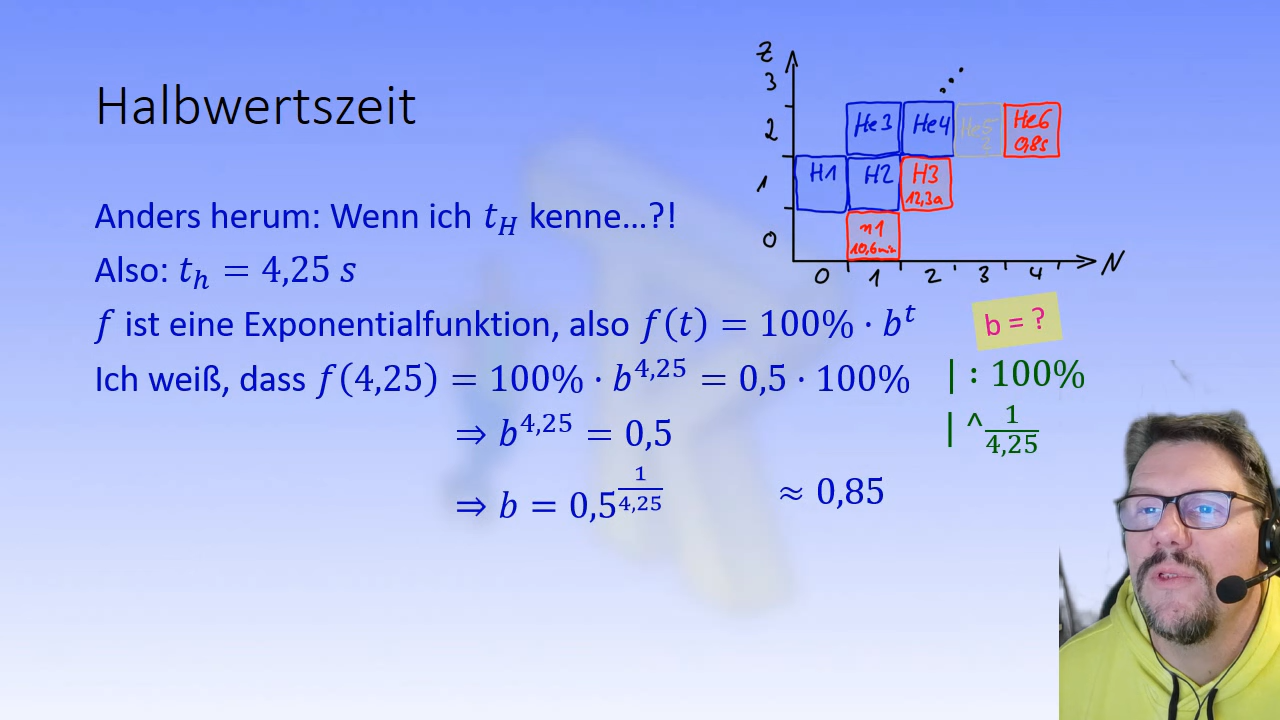 Halbwertszeit
Anders herum: Wenn ich t_H kenne...?!
Also: t_h = 4,25 s
f ist eine Exponentialfunktion, also f(t) = 100% · b^t
b = ?
Ich weiß, dass f(4,25) = 100% · b^4,25 = 0,5 · 100% | : 100%
⇒ b^4,25 = 0,5 | ^ 1/4,25
⇒ b = 0,5^(1/4,25) ≈ 0,85
Z
3
2 He3 He4 He5 He6
0,8s
1 H1 H2 H3
12,3a
0 n1
10,6min
0 1 2 3 4 N